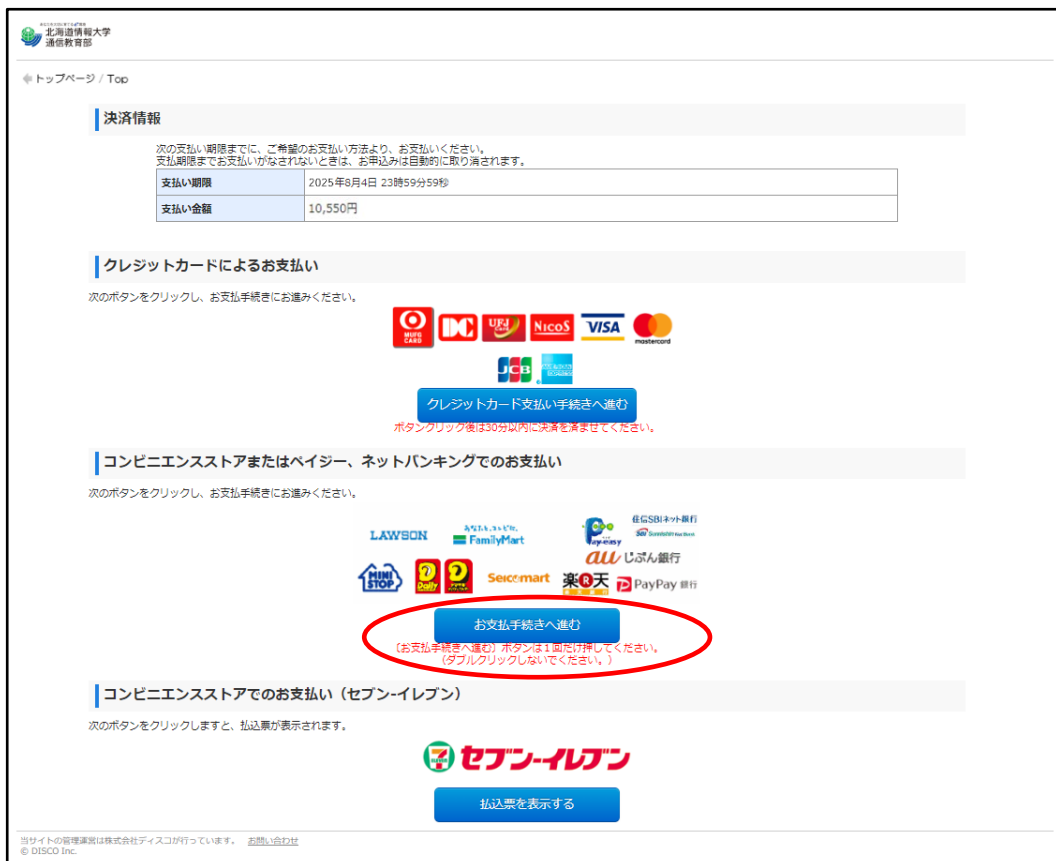 北海道情報大学
通信教育部
トップページ / Top
決済情報
次の支払い期限までに、ご希望のお支払い方法より、お支払いください。
支払期限までお支払いがなされないときは、お申込みは自動的に取り消されます。
支払い期限 2025年8月4日 23時59分59秒
支払い金額 10,550円
クレジットカードによるお支払い
次のボタンをクリックし、お支払手続きにお進みください。
MUFG CARD DC UFJ Card NICOS VISA mastercard
JCB
クレジットカード支払い手続きへ進む
ボタンクリック後は30分以内に決済を済ませてください。
コンビニエンスストアまたはペイジー、ネットバンキングでのお支払い
次のボタンをクリックし、お支払手続きにお進みください。
LAWSON
あなたと、コンビに、
FamilyMart
Pay-easy
住信SBIネット銀行
au じぶん銀行
MINI STOP Daily Seicomart 楽天 PayPay 銀行
お支払手続きへ進む
〔お支払手続きへ進む〕ボタンは1回だけ押してください。
（ダブルクリックしないでください。）
コンビニエンスストアでのお支払い（セブン-イレブン）
次のボタンをクリックしますと、払込票が表示されます。
セブン-イレブン
払込票を表示する
当サイトの管理運営は株式会社ディスコが行っています。 お問い合わせ
© DISCO Inc.